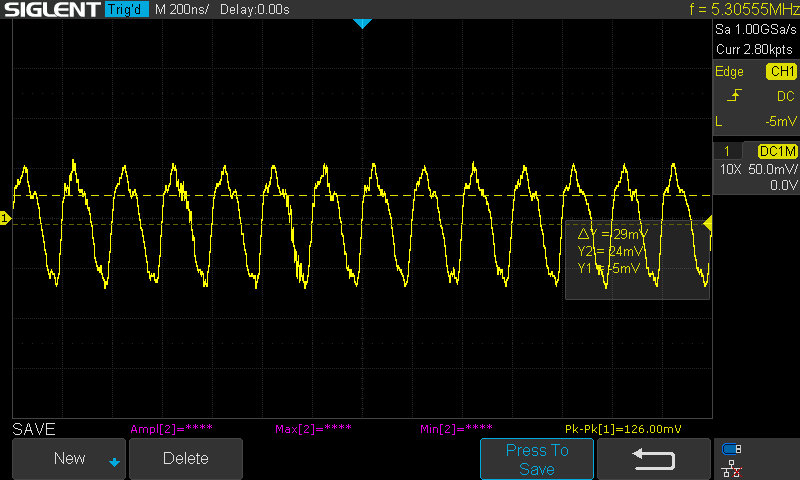 SIGLENT Trig'd M 200ns/ Delay:0.00s f = 5.30555MHz
Sa 1.00GSa/s
Curr 2.80kpts
Edge CH1
DC
L -5mV
1 DC1M
10X 50.0mV/
0.0V
1
△Y = 29mV
Y2 = 24mV
Y1 = -5mV
SAVE Ampl[2]=**** Max[2]=**** Min[2]=**** Pk-Pk[1]=126.00mV
New Delete Press To
Save